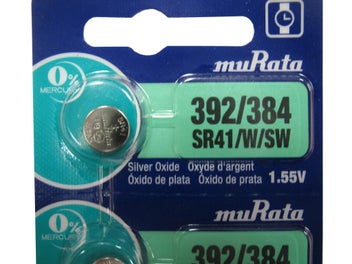 muRata
0%
MERCURY
392/384
SR41/W/SW
Silver Oxide Oxyde d'argent
Óxido de plata Óxido de prata 1.55V
muRata
0%
MERCURY
392/384